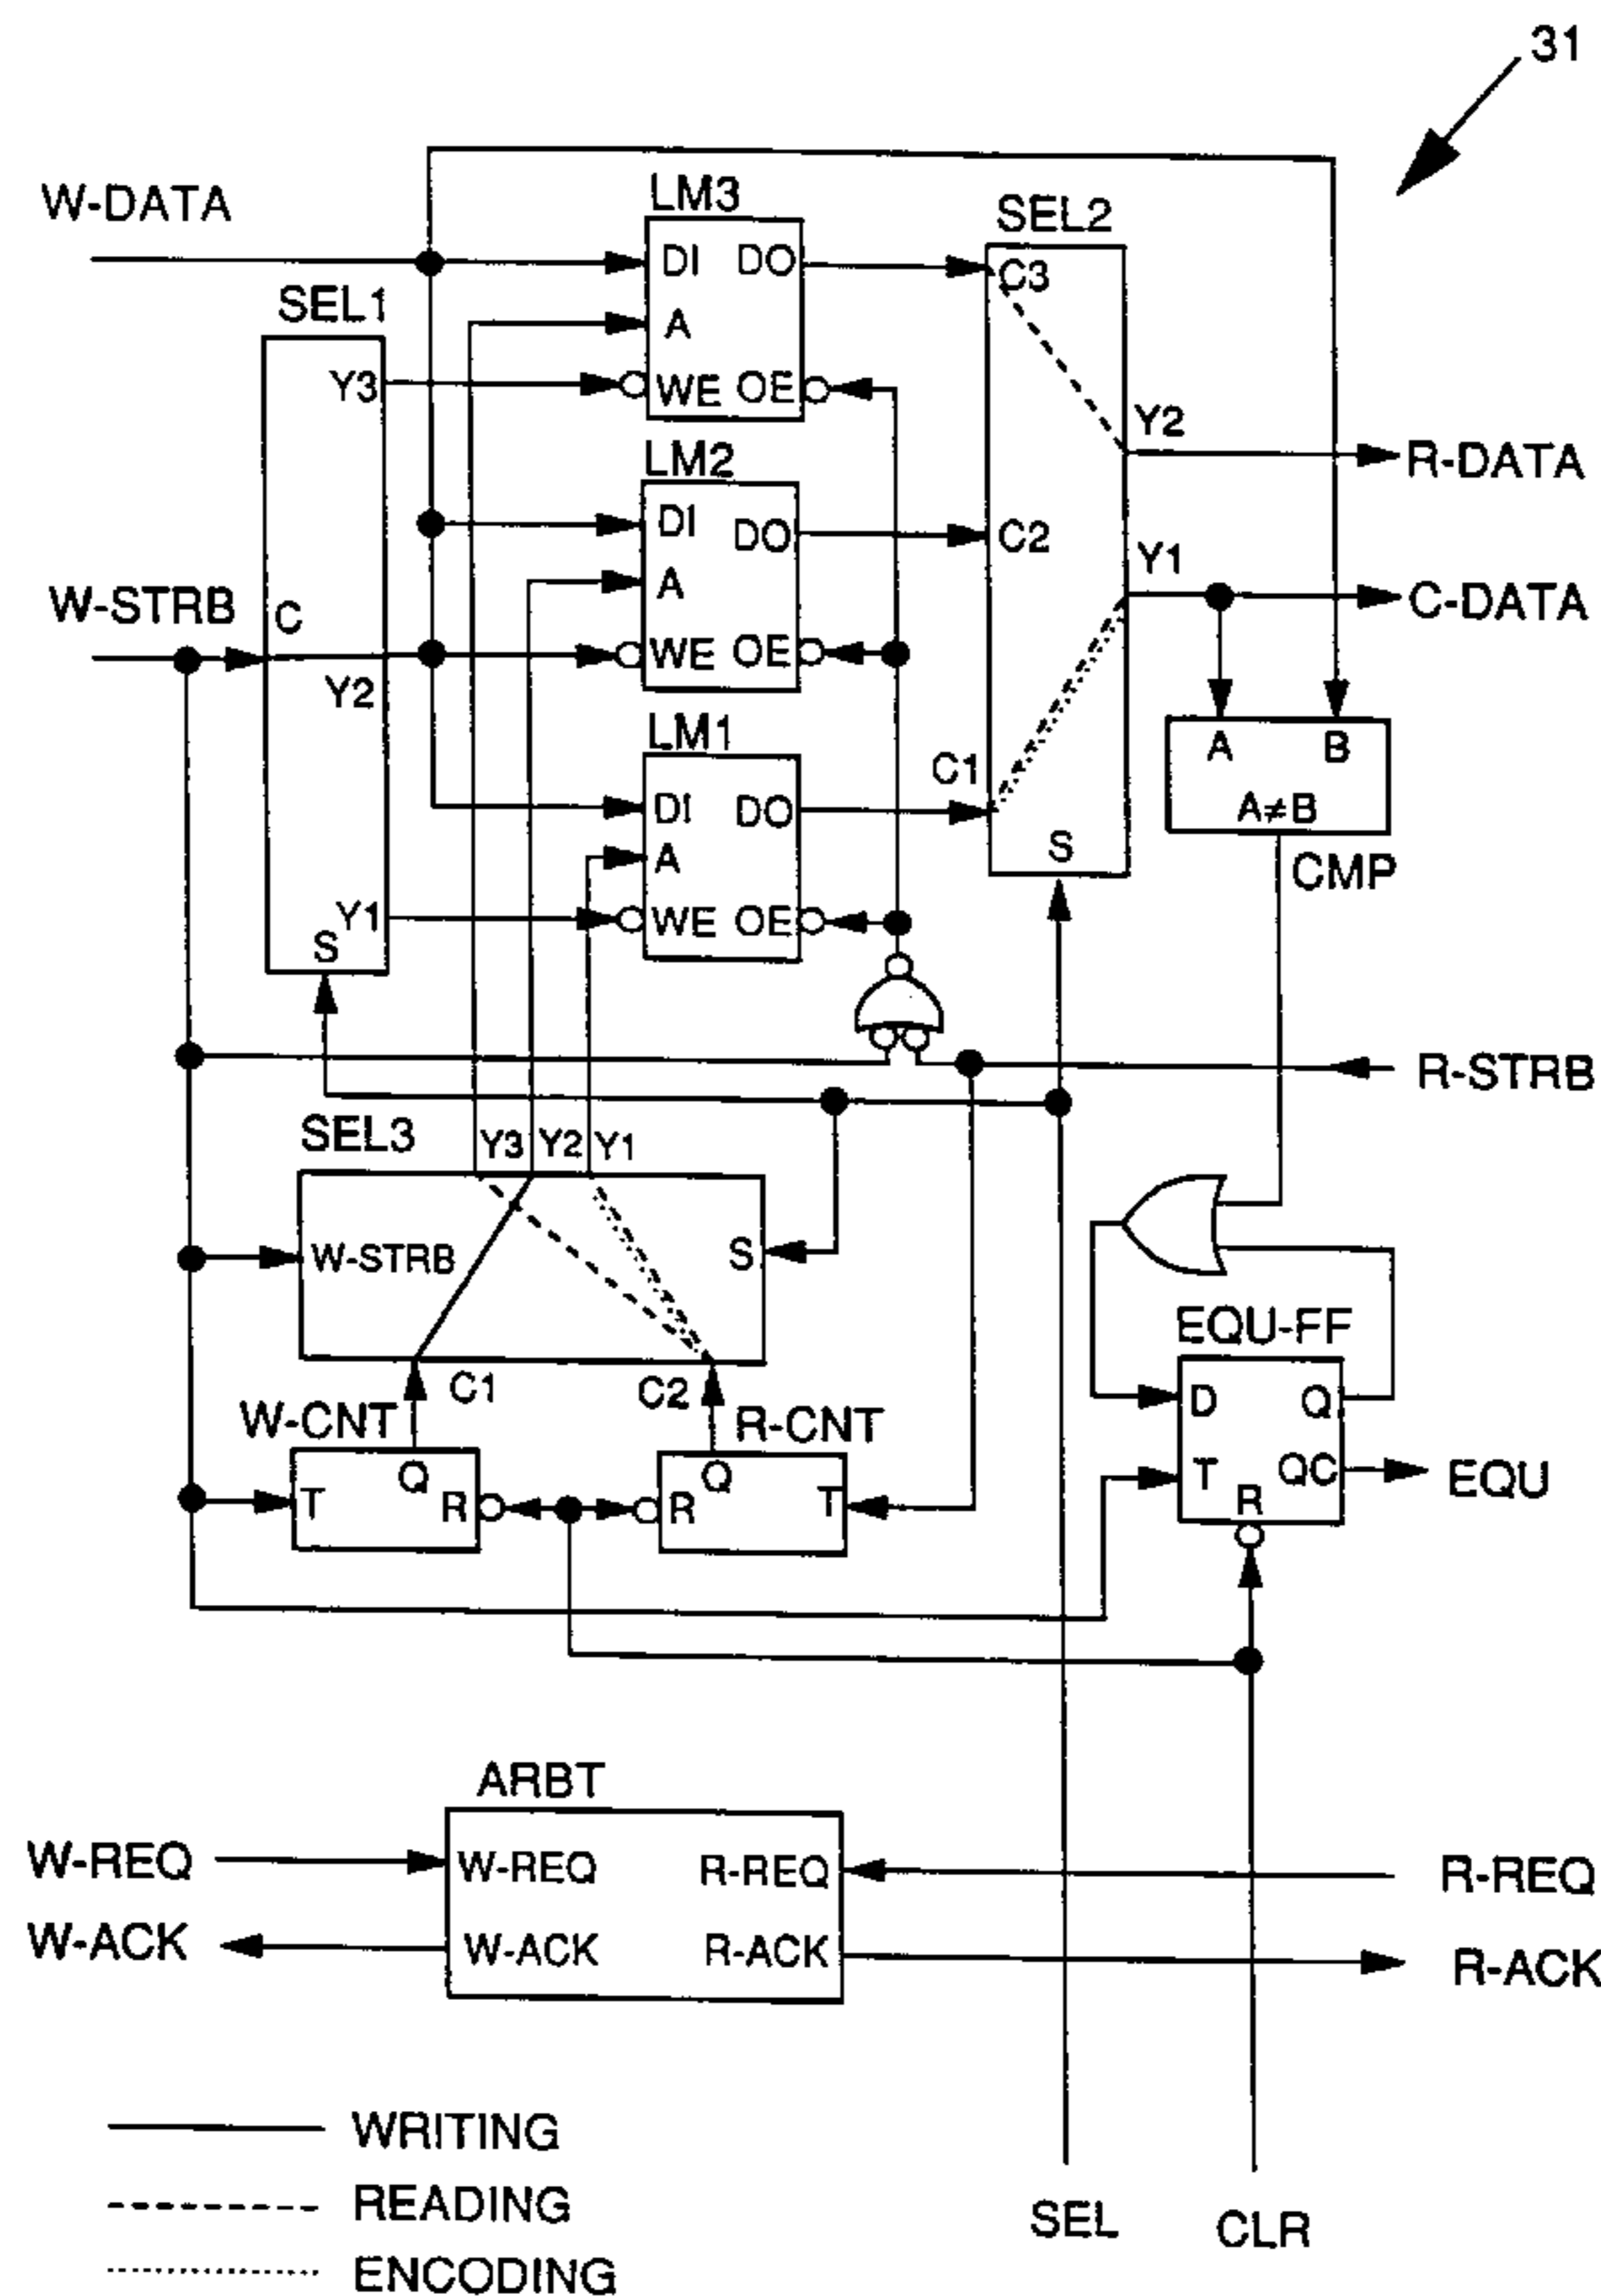 31
W-DATA
LM3
SEL2
DI DO
C3
SEL1
A
Y3
WE OE
Y2
R-DATA
LM2
DI DO
C2
Y1
W-STRB
C
A
C-DATA
WE OE
Y2
LM1
A B
C1
DI DO
A≠B
S
A
CMP
Y1
WE OE
S
R-STRB
SEL3
Y3 Y2 Y1
W-STRB
S
EQU-FF
C1
C2
D Q
W-CNT
R-CNT
Q
Q
T QC
EQU
T R
R T
R
ARBT
W-REQ
W-REQ R-REQ
R-REQ
W-ACK
W-ACK R-ACK
R-ACK
WRITING
READING
SEL
CLR
ENCODING